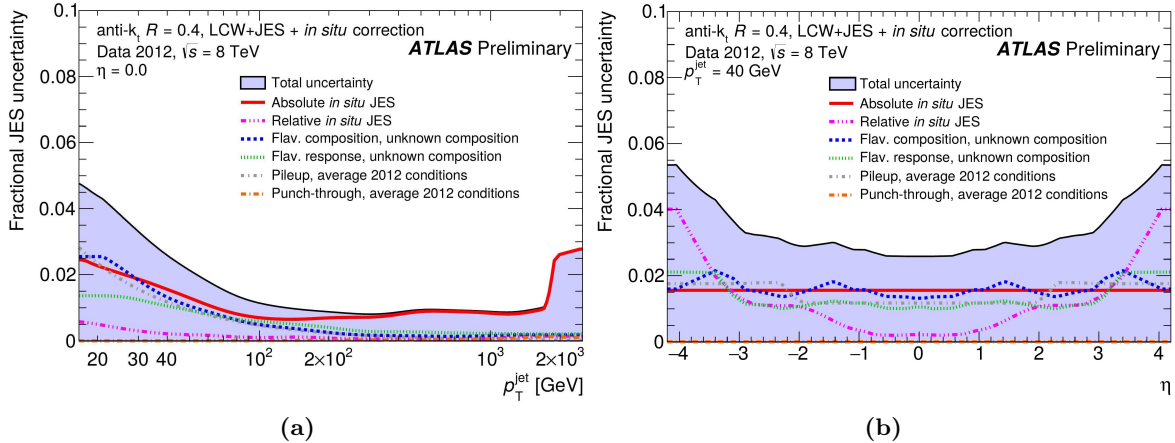 Fractional JES uncertainty
0.1
0.08
0.06
0.04
0.02
0
anti-kₜ R = 0.4, LCW+JES + in situ correction
Data 2012, √s = 8 TeV
η = 0.0
ATLAS Preliminary
Total uncertainty
Absolute in situ JES
Relative in situ JES
Flav. composition, unknown composition
Flav. response, unknown composition
Pileup, average 2012 conditions
Punch-through, average 2012 conditions
20 30 40 10² 2×10² 10³ 2×10³
p_T^jet [GeV]
(a)
Fractional JES uncertainty
0.1
0.08
0.06
0.04
0.02
0
anti-kₜ R = 0.4, LCW+JES + in situ correction
Data 2012, √s = 8 TeV
p_T^jet = 40 GeV
ATLAS Preliminary
Total uncertainty
Absolute in situ JES
Relative in situ JES
Flav. composition, unknown composition
Flav. response, unknown composition
Pileup, average 2012 conditions
Punch-through, average 2012 conditions
−4 −3 −2 −1 0 1 2 3 4
η
(b)